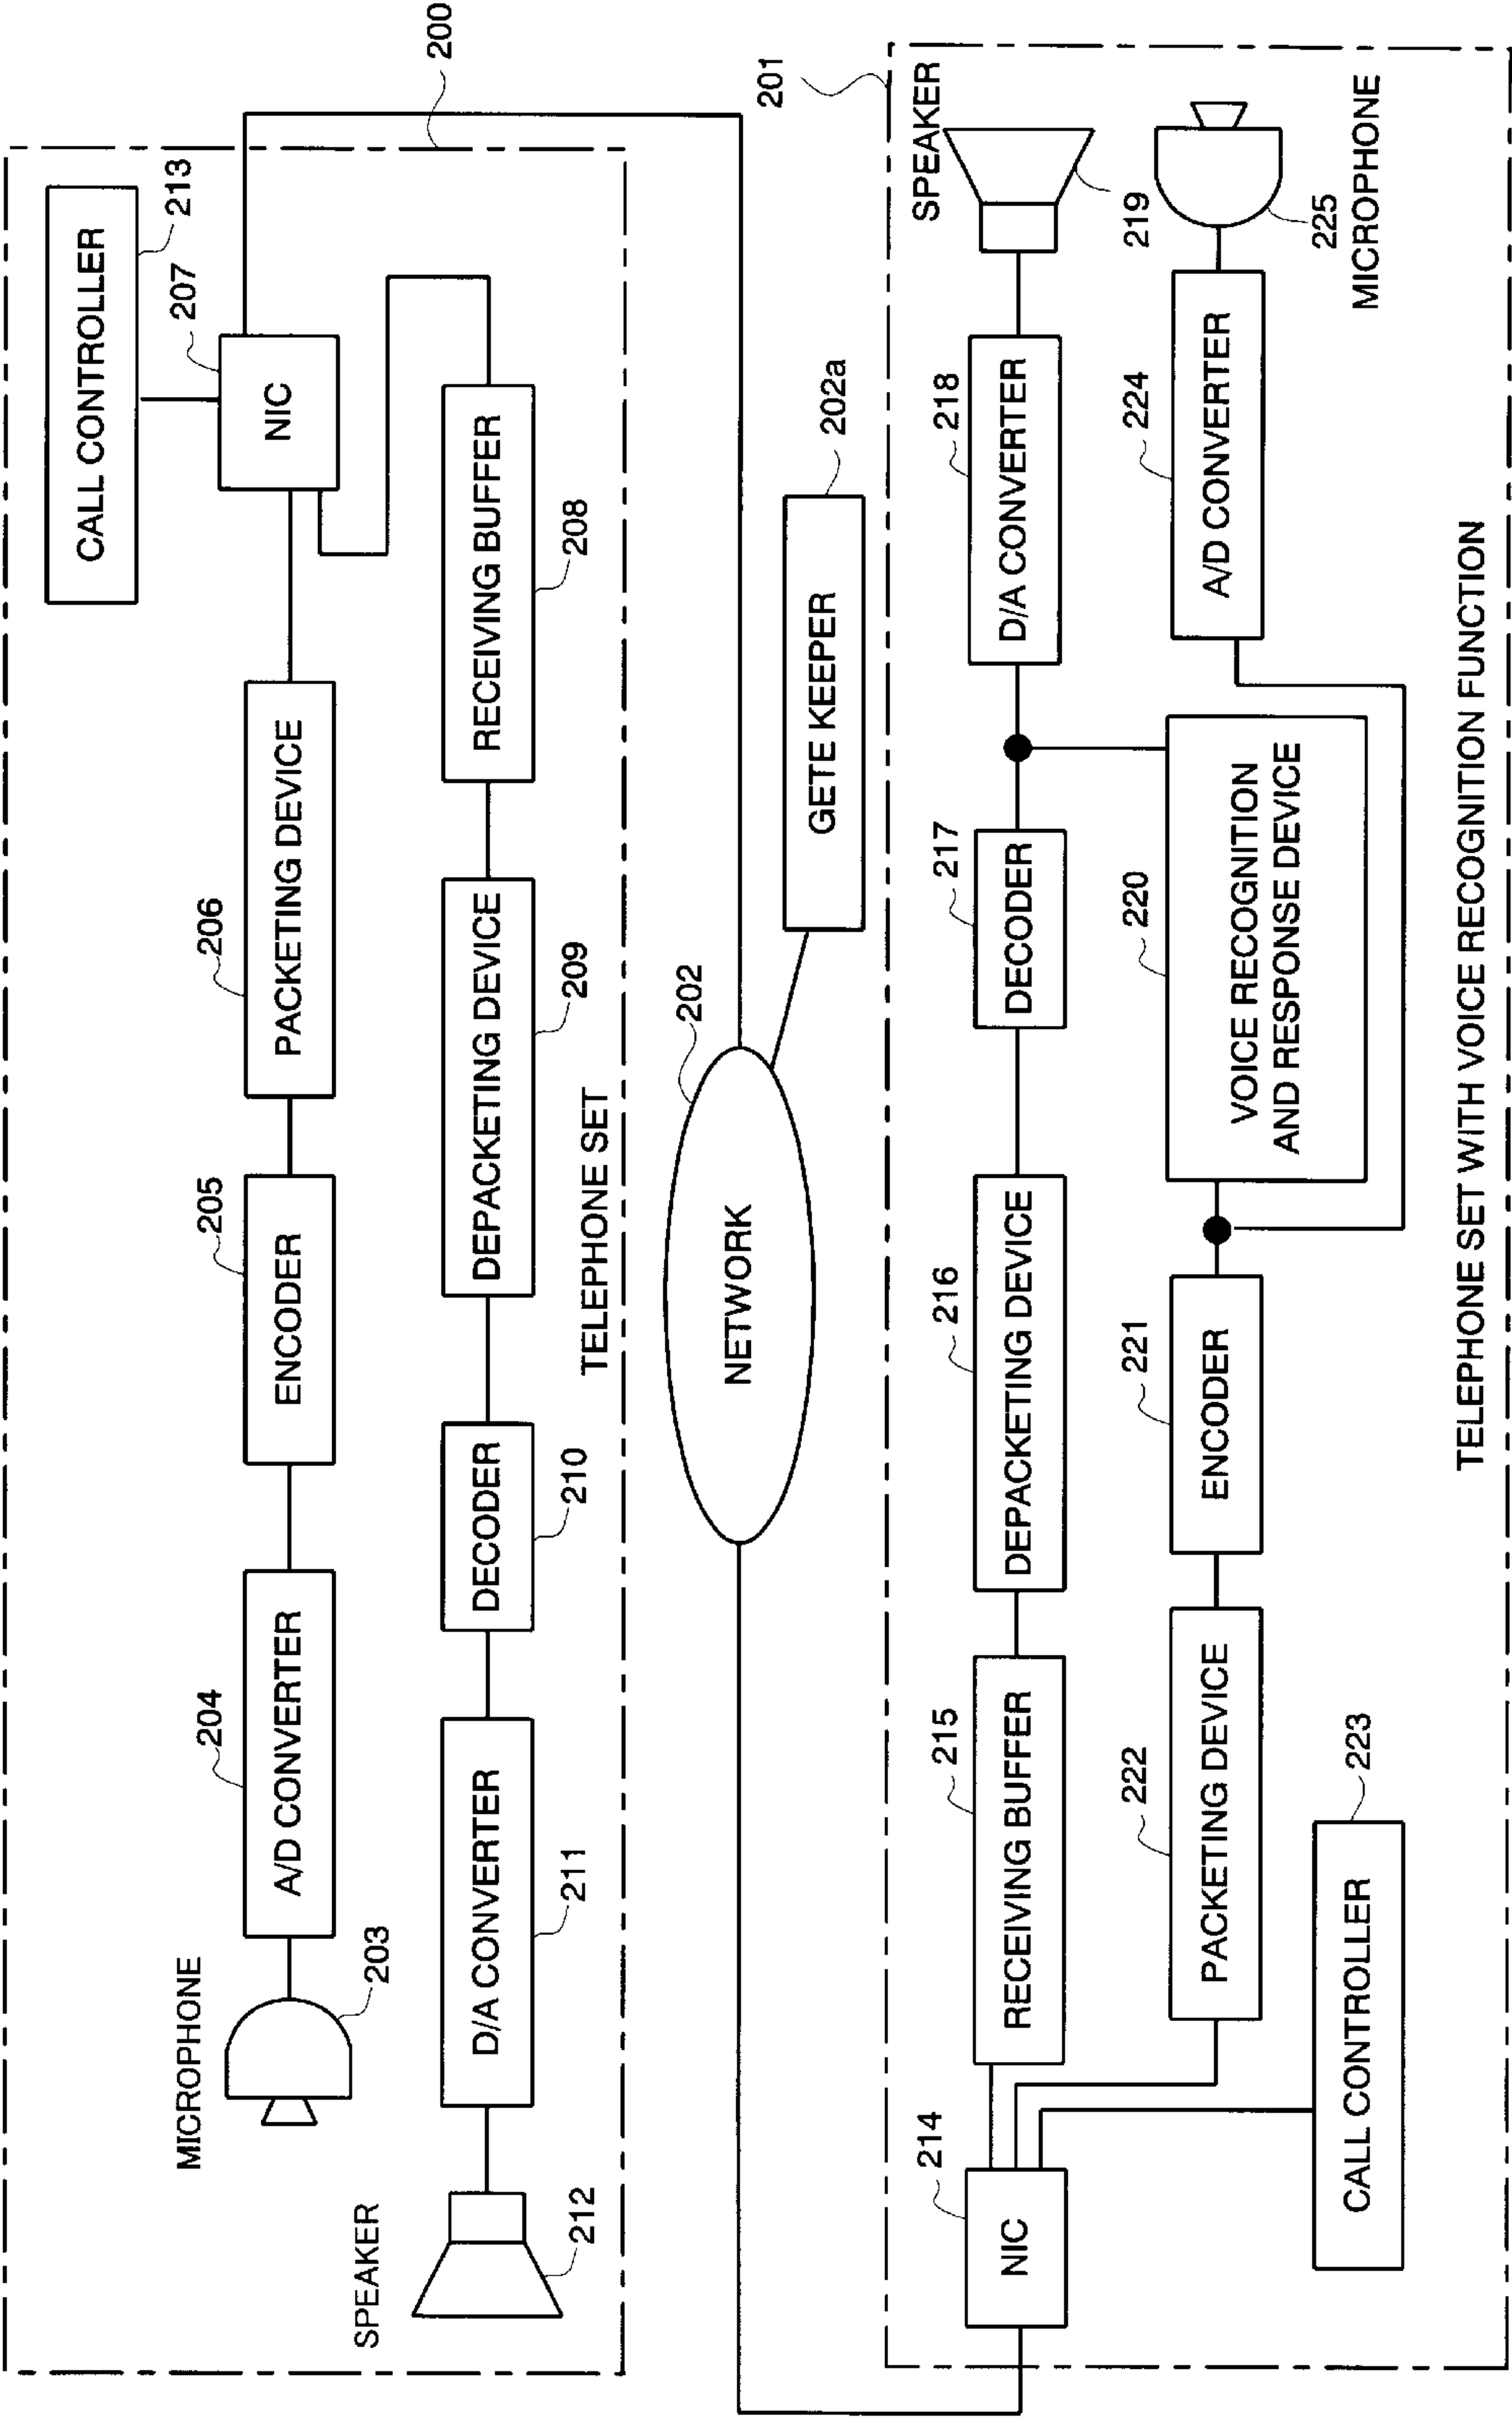 200
CALL CONTROLLER
213
207
NIC
MICROPHONE
203
204
A/D CONVERTER
205
ENCODER
206
PACKETING DEVICE
SPEAKER
212
D/A CONVERTER
211
DECODER
210
DEPACKETING DEVICE
209
RECEIVING BUFFER
208
TELEPHONE SET
202
NETWORK
GETE KEEPER
202a
201
214
NIC
215
RECEIVING BUFFER
216
DEPACKETING DEVICE
217
DECODER
218
D/A CONVERTER
SPEAKER
219
222
PACKETING DEVICE
221
ENCODER
220
VOICE RECOGNITION
AND RESPONSE DEVICE
224
A/D CONVERTER
225
MICROPHONE
CALL CONTROLLER
223
TELEPHONE SET WITH VOICE RECOGNITION FUNCTION